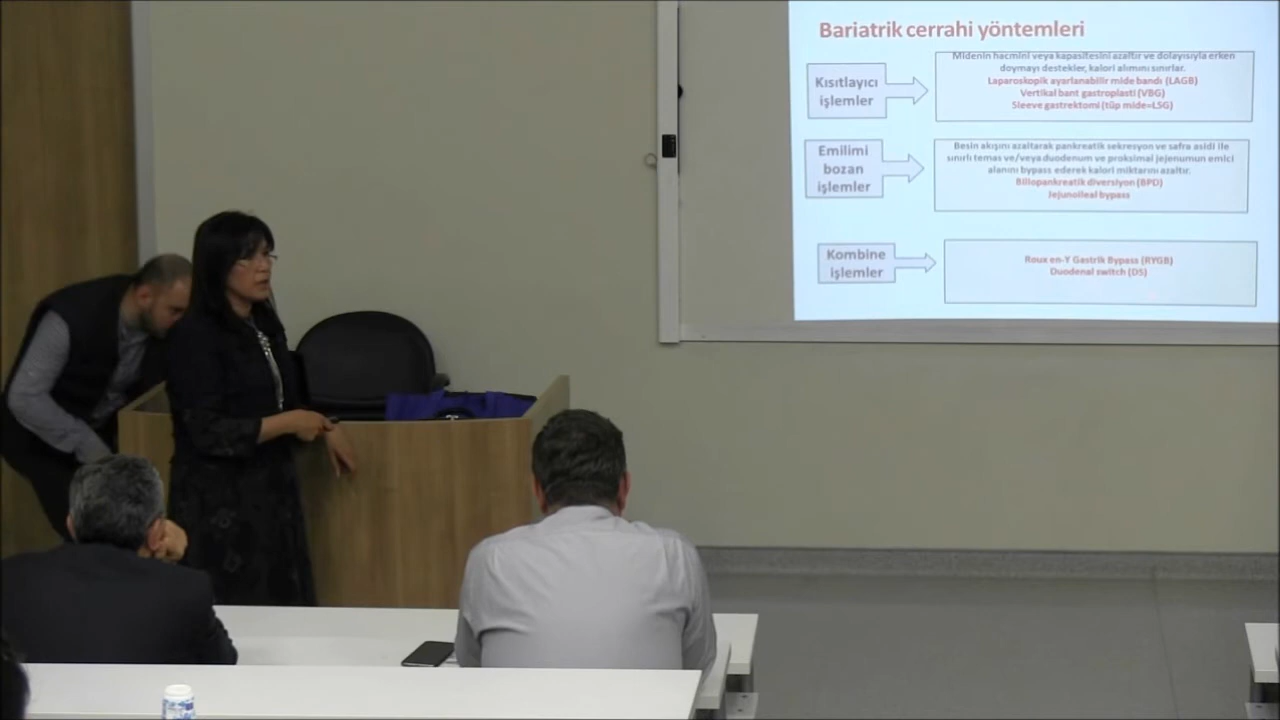 Bariatrik cerrahi yöntemleri
Kısıtlayıcı
işlemler
Midenin hacmini veya kapasitesini azaltır ve dolayısıyla erken
doymayı destekler, kalori alımını sınırlar.
Laparoskopik ayarlanabilir mide bandı (LAGB)
Vertikal bant gastroplasti (VBG)
Sleeve gastrektomi (tüp mide=LSG)
Emilimi
bozan
işlemler
Besin akışını azaltarak pankreatik sekresyon ve safra asidi ile
sınırlı temas ve/veya duodenum ve proksimal jejenumun emici
alanını bypass ederek kalori miktarını azaltır.
Biliopankreatik diversiyon (BPD)
Jejunoileal bypass
Kombine
işlemler
Roux en-Y Gastrik Bypass (RYGB)
Duodenal switch (DS)